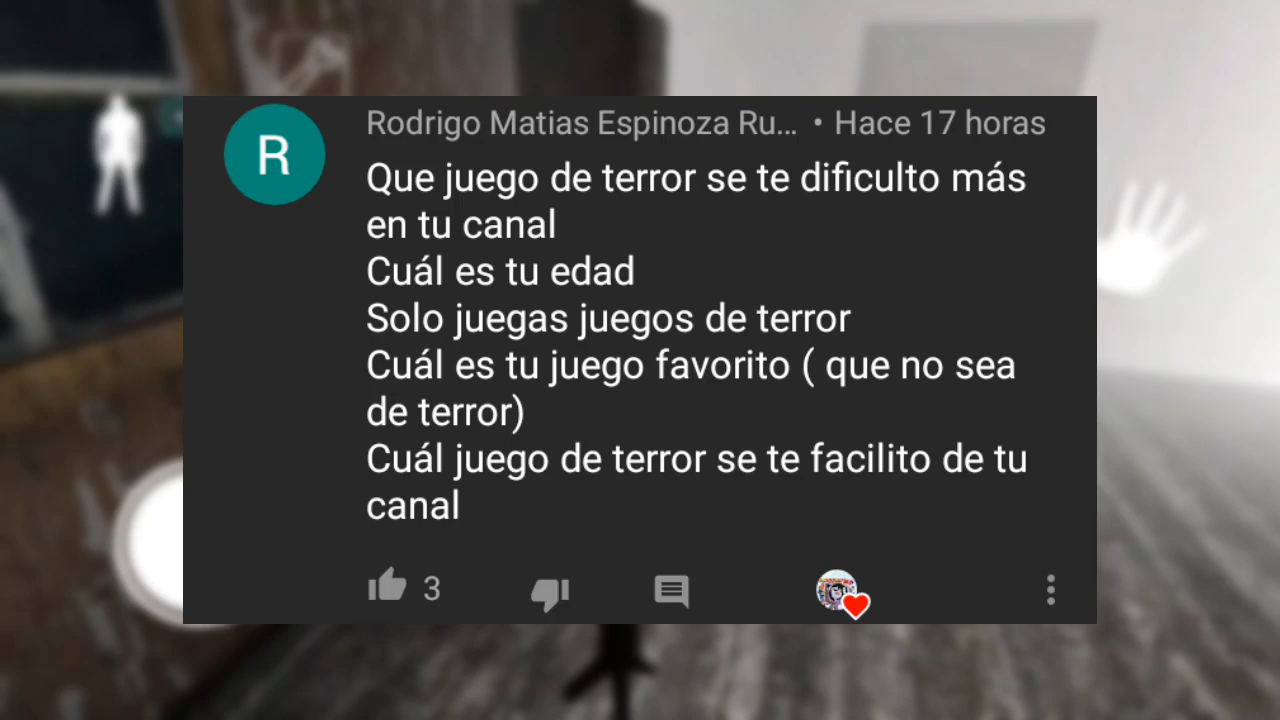 R
Rodrigo Matias Espinoza Ru... • Hace 17 horas
Que juego de terror se te dificulto más
en tu canal
Cuál es tu edad
Solo juegas juegos de terror
Cuál es tu juego favorito ( que no sea
de terror)
Cuál juego de terror se te facilito de tu
canal
3